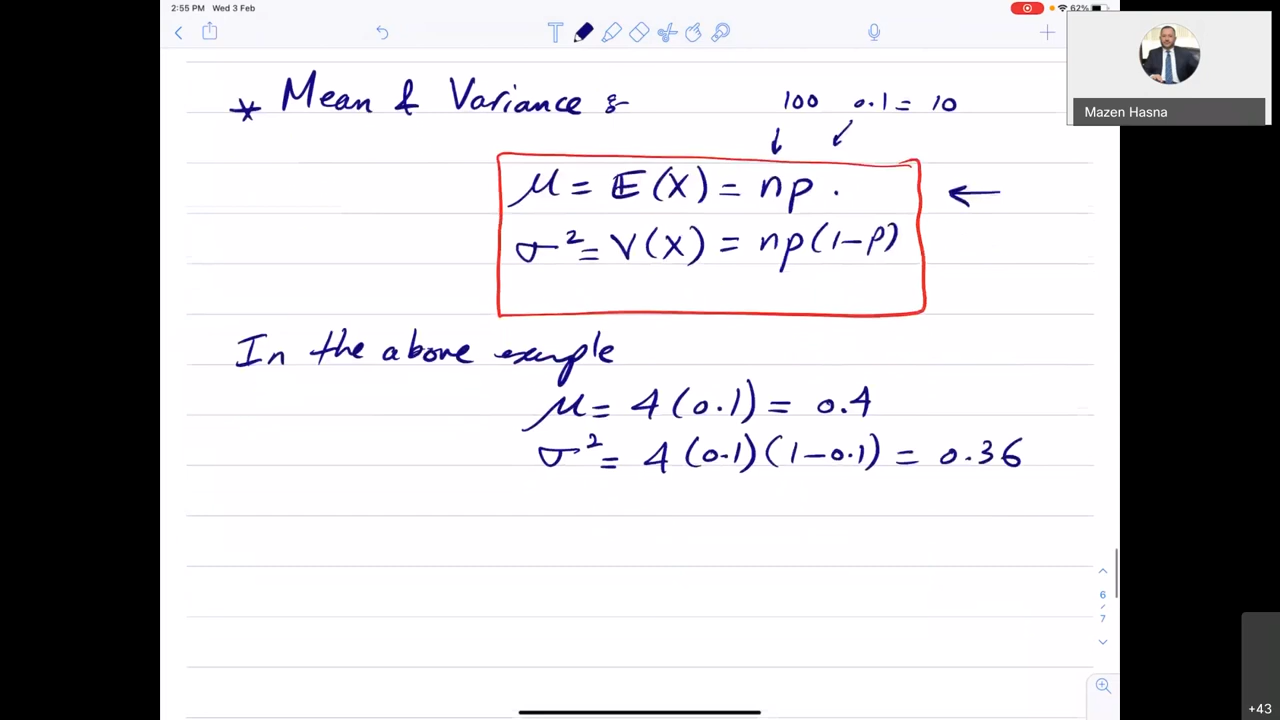 2:55 PM Wed 3 Feb
62%
Mazen Hasna
* Mean & Variance :-
100 0.1 = 10
↓ ↙
μ = E(X) = np . ←
σ² = V(X) = np(1-p)
In the above example
μ = 4(0.1) = 0.4
σ² = 4(0.1)(1-0.1) = 0.36
6
7
+43